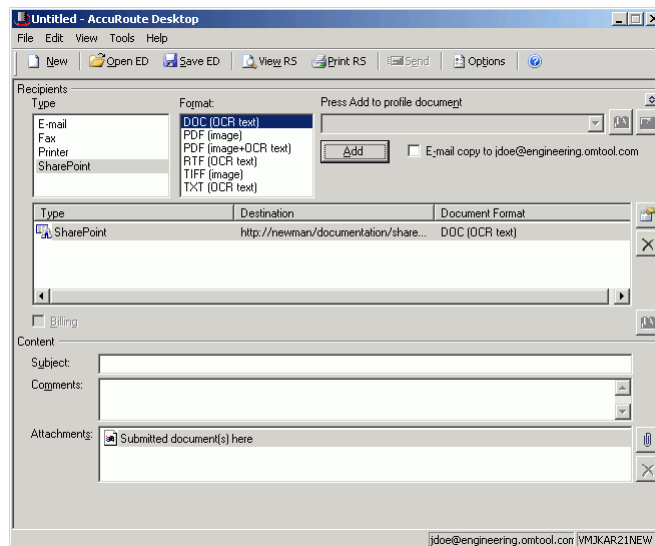 Untitled - AccuRoute Desktop
File Edit View Tools Help
New Open ED Save ED View RS Print RS Send Options
Recipients
Type Format: Press Add to profile document
E-mail
Fax
Printer
SharePoint
DOC (OCR text)
PDF (image)
PDF (image+OCR text)
RTF (OCR text)
TIFF (image)
TXT (OCR text)
Add E-mail copy to jdoe@engineering.omtool.com
Type Destination Document Format
SharePoint http://newman/documentation/share... DOC (OCR text)
Billing
Content
Subject:
Comments:
Attachments: Submitted document(s) here
jdoe@engineering.omtool.com VMJKAR21NEW